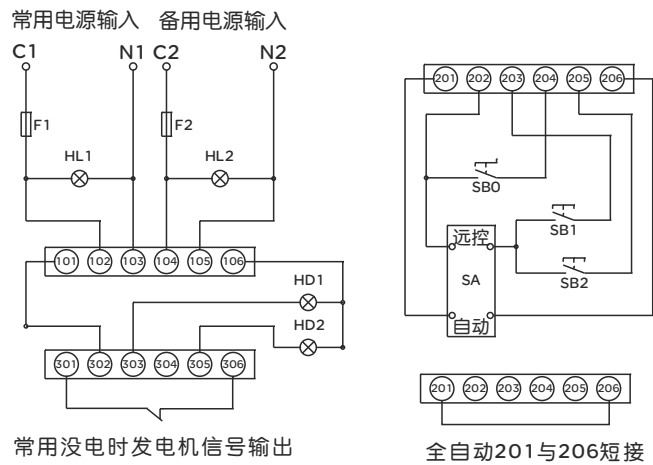 常用电源输入 备用电源输入
C1 N1 C2 N2
F1 F2
HL1 HL2
101 102 103 104 105 106
HD1
HD2
301 302 303 304 305 306
常用没电时发电机信号输出
201 202 203 204 205 206
SB0
SB1
远控
SA
SB2
自动
201 202 203 204 205 206
全自动201与206短接